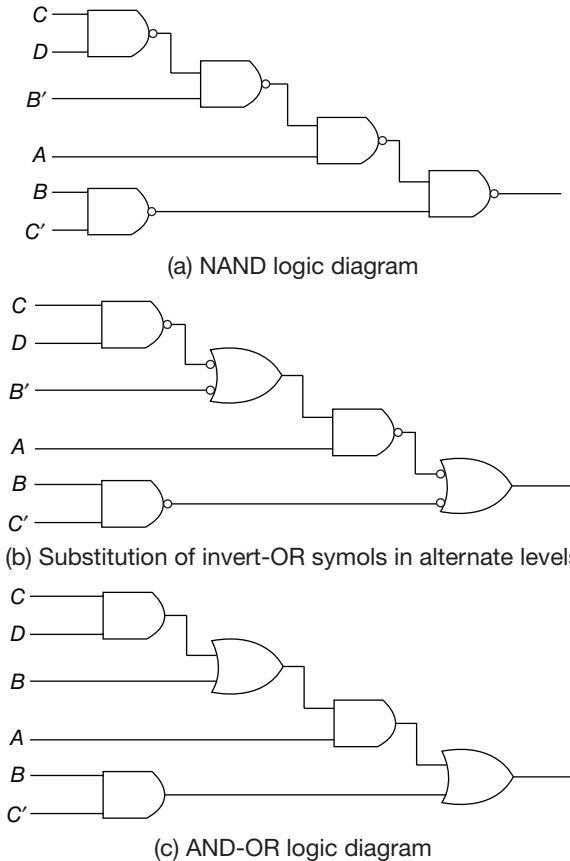 C
D
B′
A
B
C′
(a) NAND logic diagram
C
D
B′
A
B
C′
(b) Substitution of invert-OR symols in alternate levels
C
D
B
A
B
C′
(c) AND-OR logic diagram